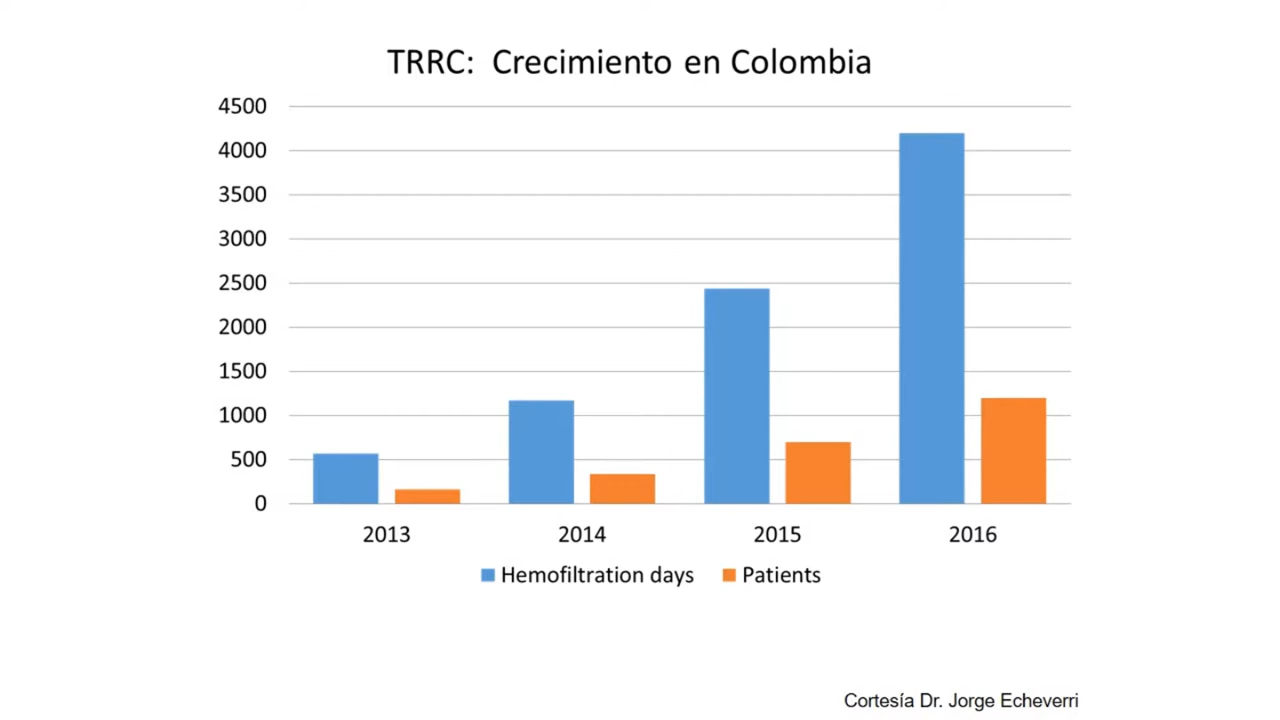 TRRC: Crecimiento en Colombia
4500
4000
3500
3000
2500
2000
1500
1000
500
0
2013 2014 2015 2016
Hemofiltration days Patients
Cortesía Dr. Jorge Echeverri